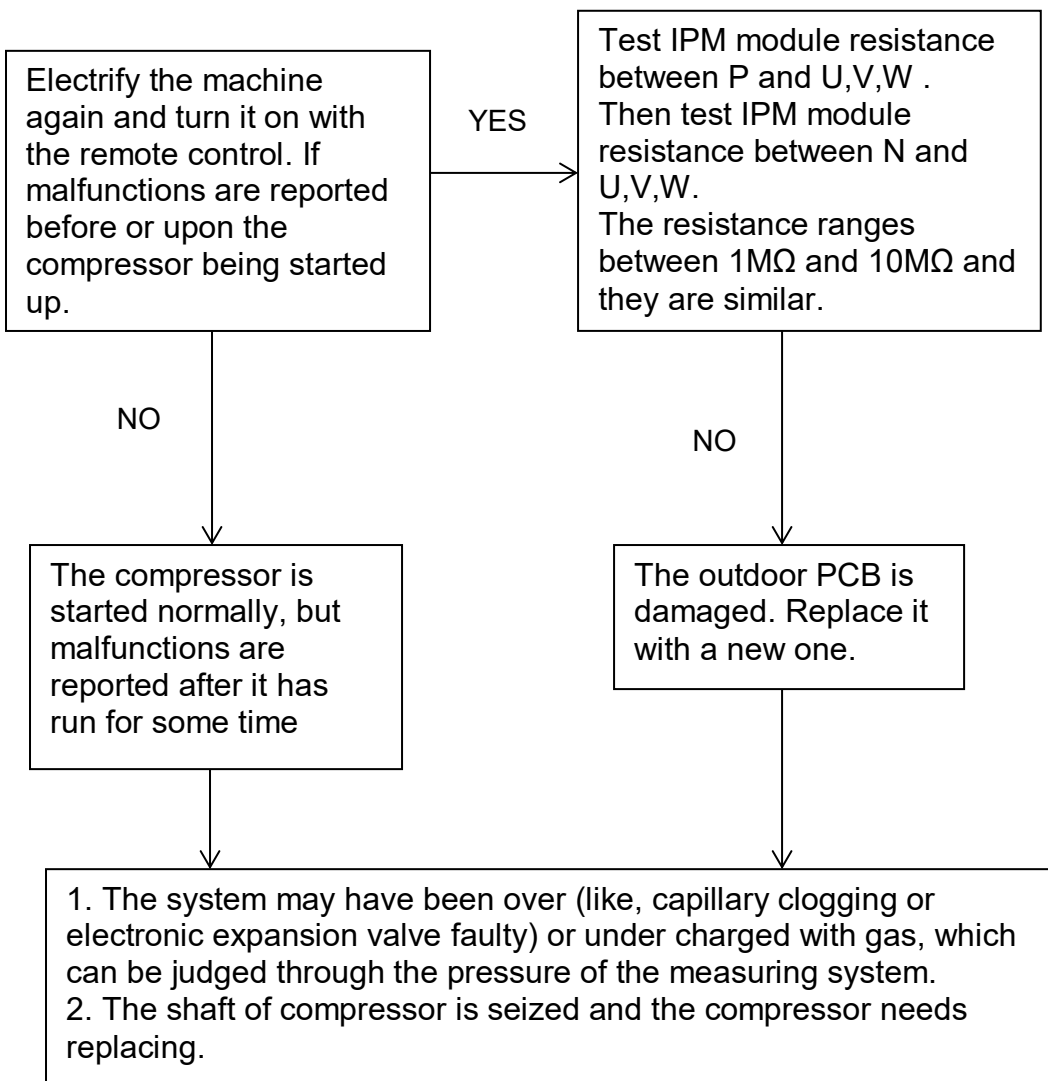 Electrify the machine
again and turn it on with
the remote control. If
malfunctions are reported
before or upon the
compressor being started
up.
YES
Test IPM module resistance
between P and U,V,W .
Then test IPM module
resistance between N and
U,V,W.
The resistance ranges
between 1MΩ and 10MΩ and
they are similar.
NO
NO
The compressor is
started normally, but
malfunctions are
reported after it has
run for some time
The outdoor PCB is
damaged. Replace it
with a new one.
1. The system may have been over (like, capillary clogging or
electronic expansion valve faulty) or under charged with gas, which
can be judged through the pressure of the measuring system.
2. The shaft of compressor is seized and the compressor needs
replacing.